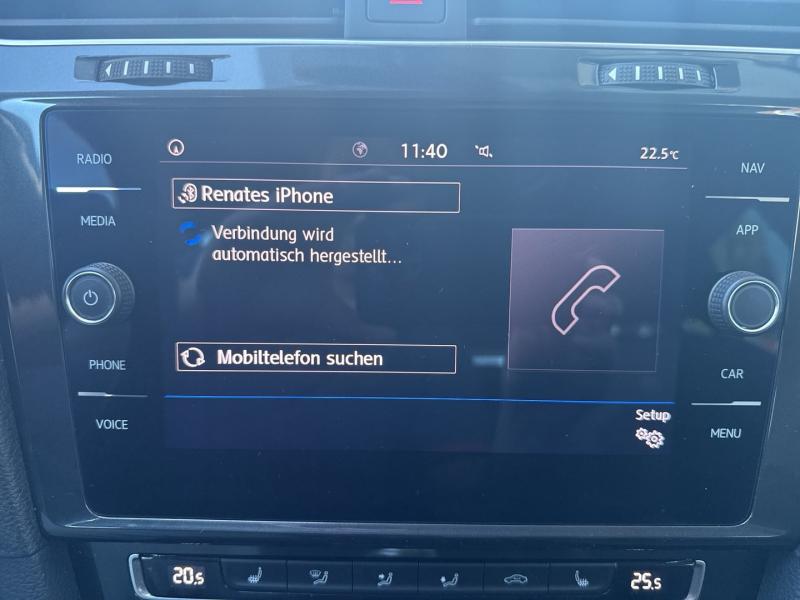 11:40
22.5°C
RADIO
NAV
Renates iPhone
MEDIA
APP
Verbindung wird
automatisch hergestellt...
Mobiltelefon suchen
PHONE
CAR
Setup
VOICE
MENU
20.5
25.5